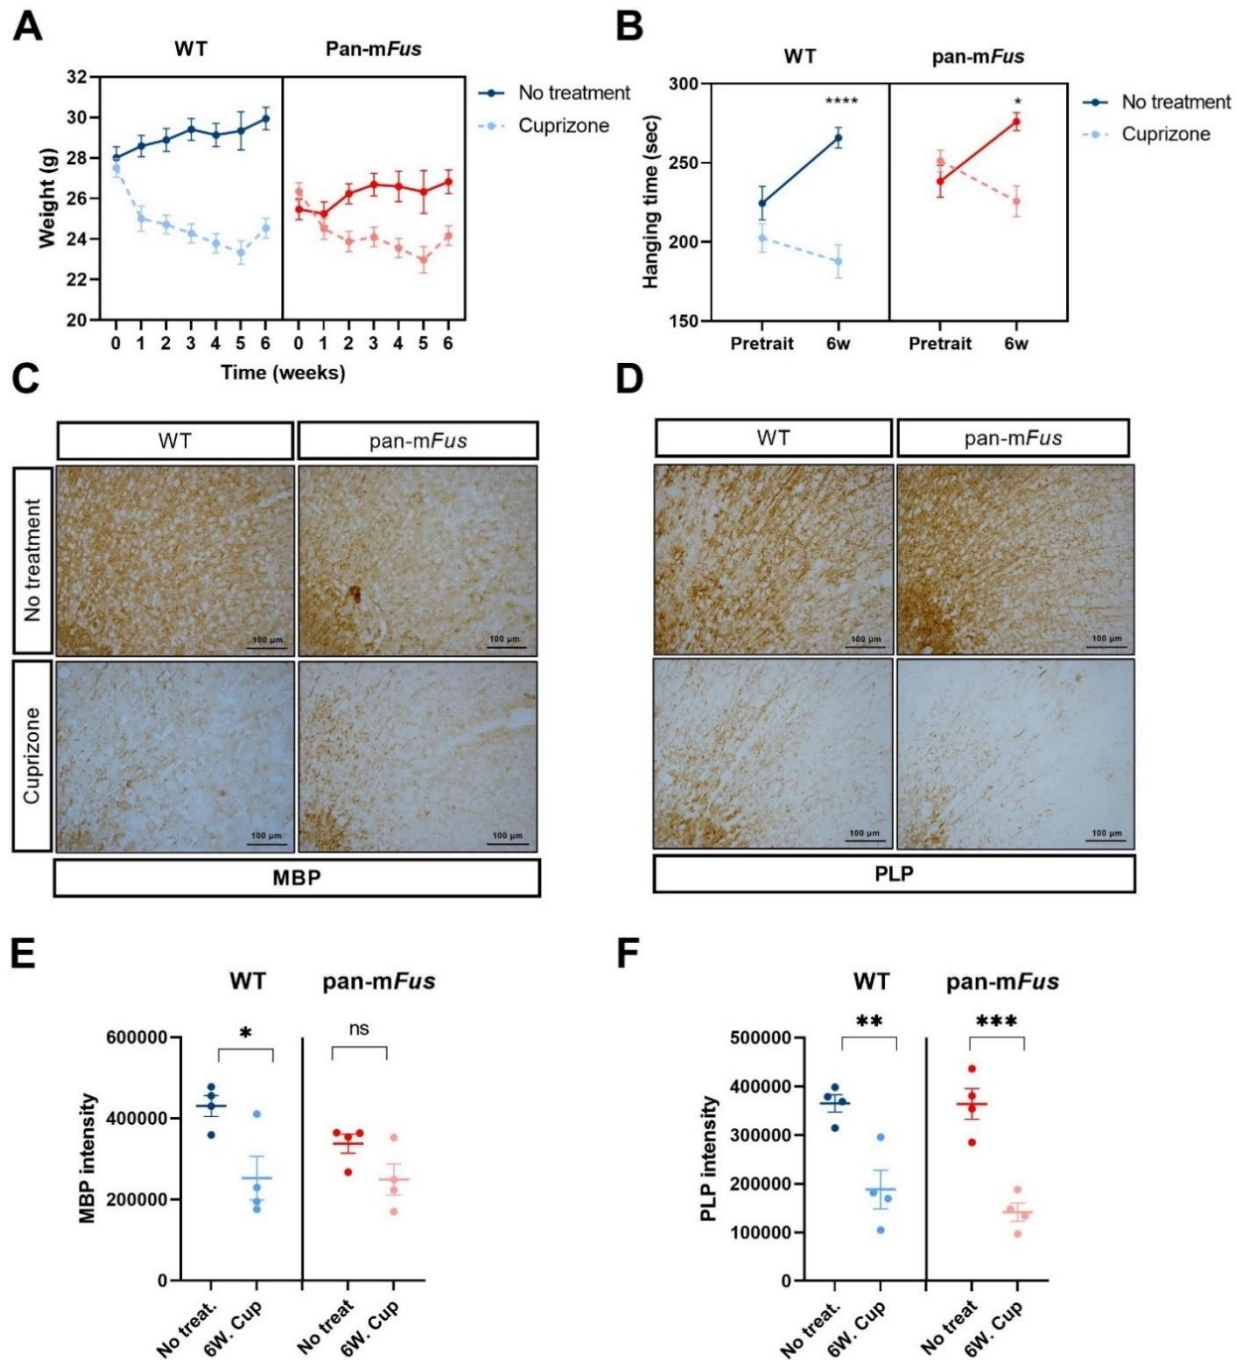 A
WT
Pan-mFus
Weight (g)
32
30
28
26
24
22
20
0 1 2 3 4 5 6 0 1 2 3 4 5 6
Time (weeks)
No treatment
Cuprizone
B
WT
pan-mFus
Hanging time (sec)
300
250
200
150
****
*
Pretrait 6w Pretrait 6w
No treatment
Cuprizone
C
WT
pan-mFus
No treatment
100 µm
100 µm
Cuprizone
100 µm
100 µm
MBP
D
WT
pan-mFus
100 µm
100 µm
100 µm
100 µm
PLP
E
WT
pan-mFus
*
ns
MBP intensity
600000
400000
200000
0
No treat. 6W. Cup No treat 6W. Cup
F
WT
pan-mFus
**
***
PLP intensity
500000
400000
300000
200000
100000
0
No treat. 6W. Cup No treat 6W. Cup